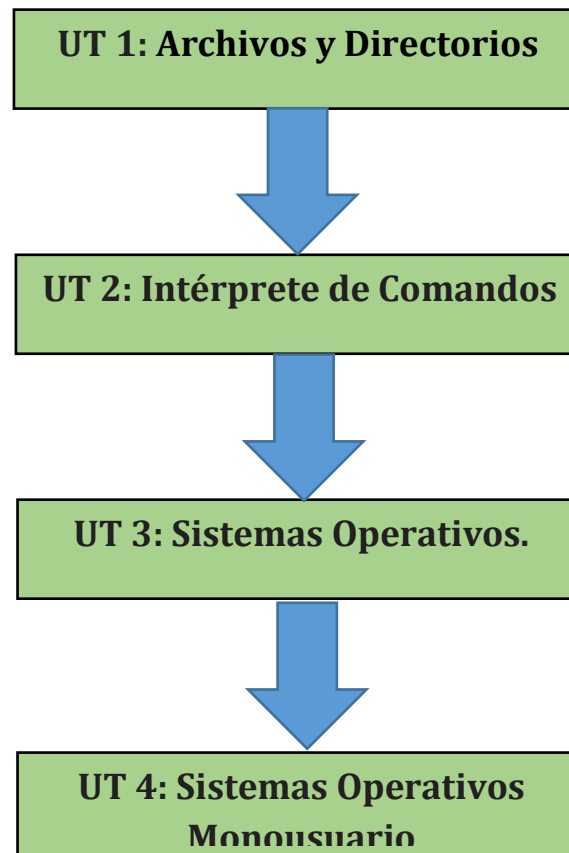 UT 1: Archivos y Directorios
UT 2: Intérprete de Comandos
UT 3: Sistemas Operativos.
UT 4: Sistemas Operativos
Monousuario